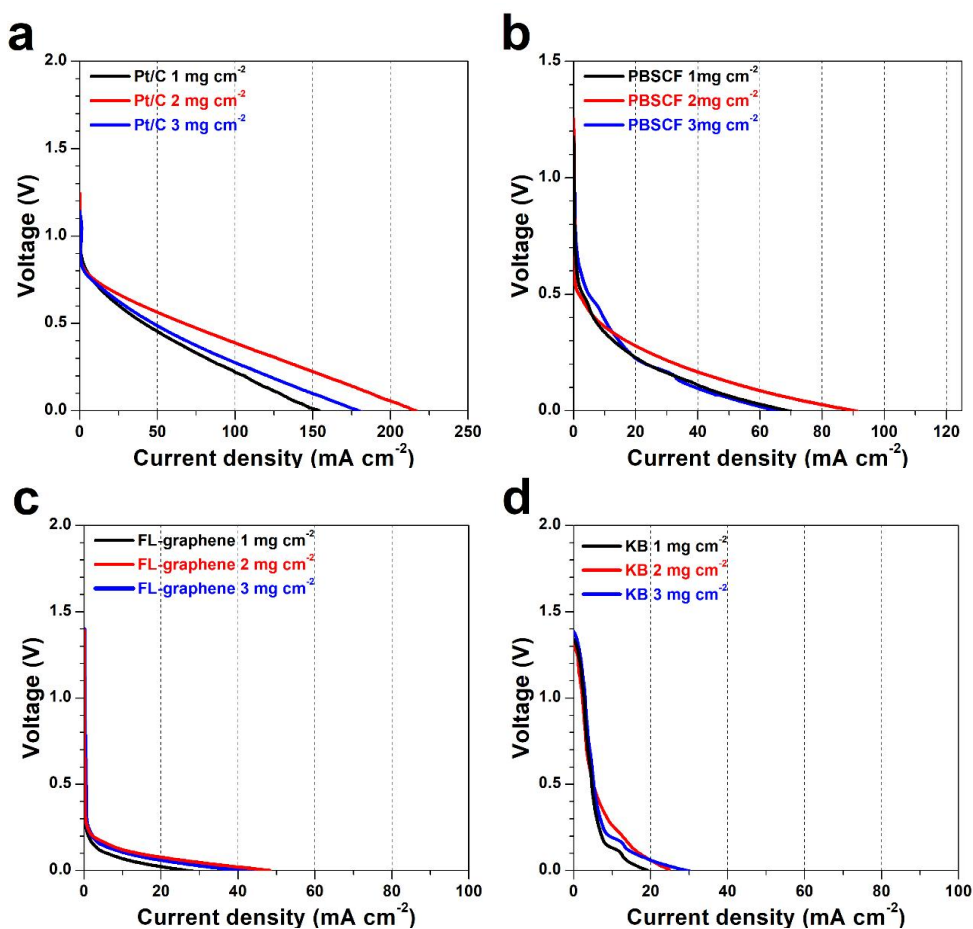 a
2.0
1.5
1.0
0.5
0.0
Voltage (V)
Pt/C 1 mg cm⁻²
Pt/C 2 mg cm⁻²
Pt/C 3 mg cm⁻²
0 50 100 150 200 250
Current density (mA cm⁻²)
b
1.5
1.0
0.5
0.0
Voltage (V)
PBSCF 1mg cm⁻²
PBSCF 2mg cm⁻²
PBSCF 3mg cm⁻²
0 20 40 60 80 100 120
Current density (mA cm⁻²)
c
2.0
1.5
1.0
0.5
0.0
Voltage (V)
FL-graphene 1 mg cm⁻²
FL-graphene 2 mg cm⁻²
FL-graphene 3 mg cm⁻²
0 20 40 60 80 100
Current density (mA cm⁻²)
d
2.0
1.5
1.0
0.5
0.0
Voltage (V)
KB 1 mg cm⁻²
KB 2 mg cm⁻²
KB 3 mg cm⁻²
0 20 40 60 80 100
Current density (mA cm⁻²)